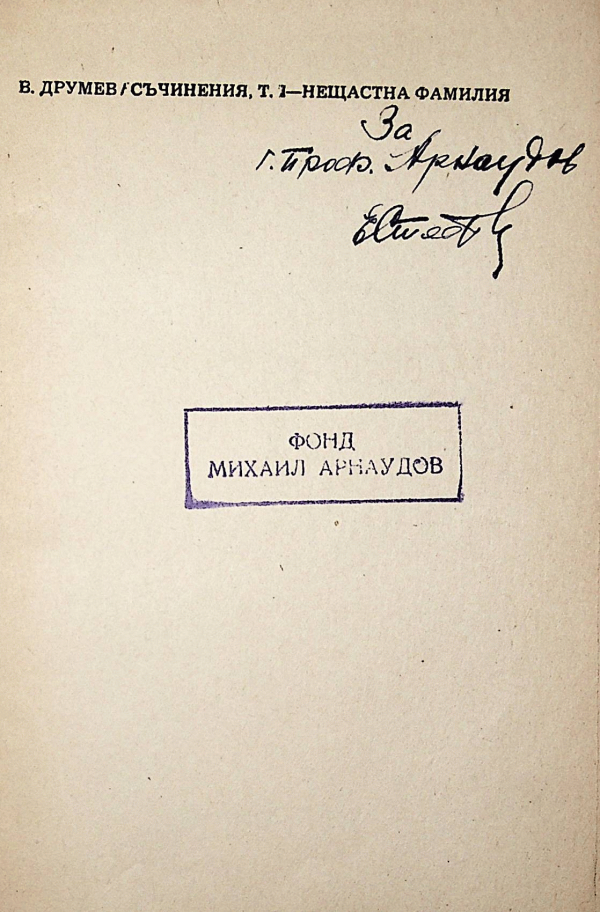 В. ДРУМЕВ / СЪЧИНЕНИЯ, Т. I—НЕЩАСТНА ФАМИЛИЯ
За
г. Проф. Арнаудов
ФОНД
МИХАИЛ АРНАУДОВ